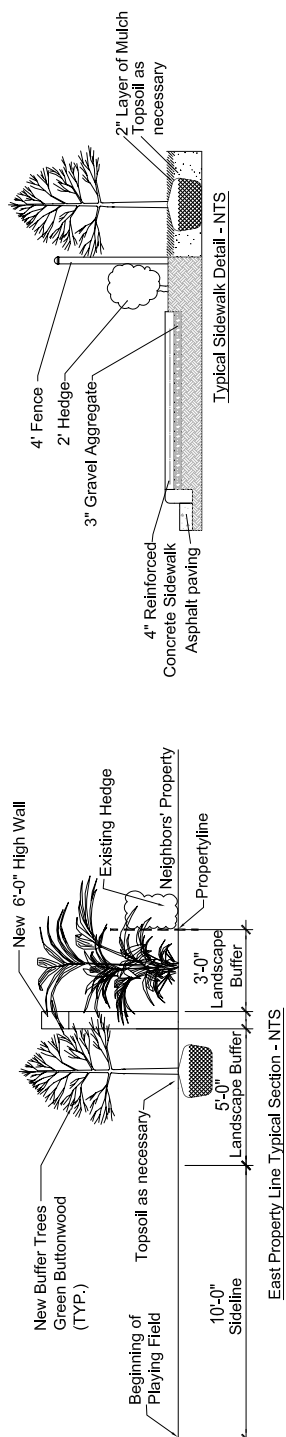 New Buffer Trees
Green Buttonwood
(TYP.)
New 6'-0" High Wall
Existing Hedge
Neighbors' Property
Propertyline
Beginning of
Playing Field
Topsoil as necessary
10'-0"
Sideline
5'-0"
Landscape Buffer
3'-0"
Landscape
Buffer
East Property Line Typical Section - NTS
4' Fence
2' Hedge
3" Gravel Aggregate
4" Reinforced
Concrete Sidewalk
Asphalt paving
2" Layer of Mulch
Topsoil as
necessary
Typical Sidewalk Detail - NTS